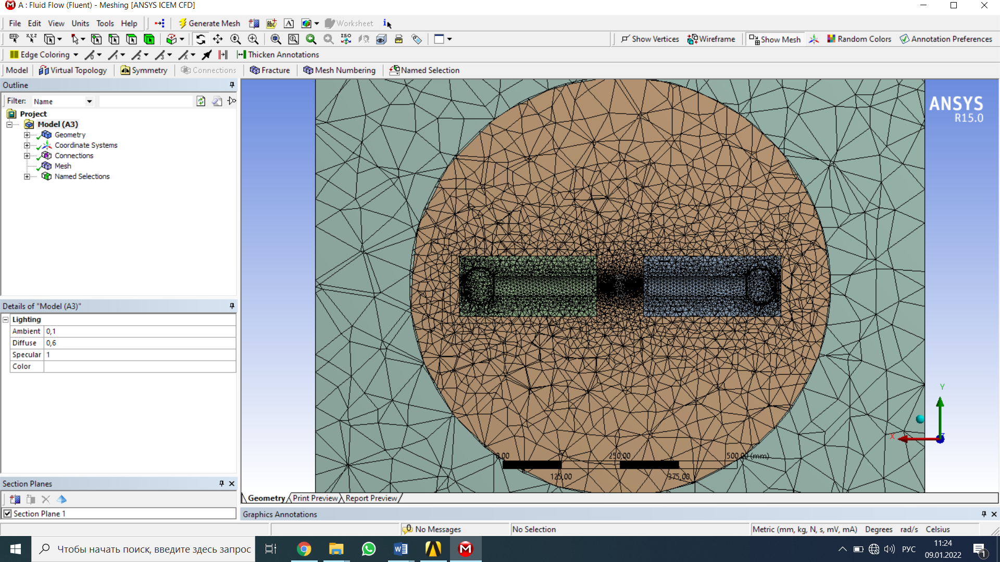 A : Fluid Flow (Fluent) - Meshing [ANSYS ICEM CFD]
File Edit View Units Tools Help Generate Mesh Worksheet
Show Vertices Wireframe Show Mesh Random Colors Annotation Preferences
Edge Coloring Thicken Annotations
Model Virtual Topology Symmetry Connections Fracture Mesh Numbering Named Selection
Outline
Filter: Name
Project
Model (A3)
Geometry
Coordinate Systems
Connections
Mesh
Named Selections
Details of "Model (A3)"
Lighting
Ambient 0,1
Diffuse 0,6
Specular 1
Color
Section Planes
Section Plane 1
ANSYS
R15.0
Y
X
0,00 250,00 500,00 (mm)
125,00 375,00
Geometry Print Preview Report Preview
Graphics Annotations
0 No Messages No Selection Metric (mm, kg, N, s, mV, mA) Degrees rad/s Celsius
Чтобы начать поиск, введите здесь запрос
РУС
11:24
09.01.2022
1